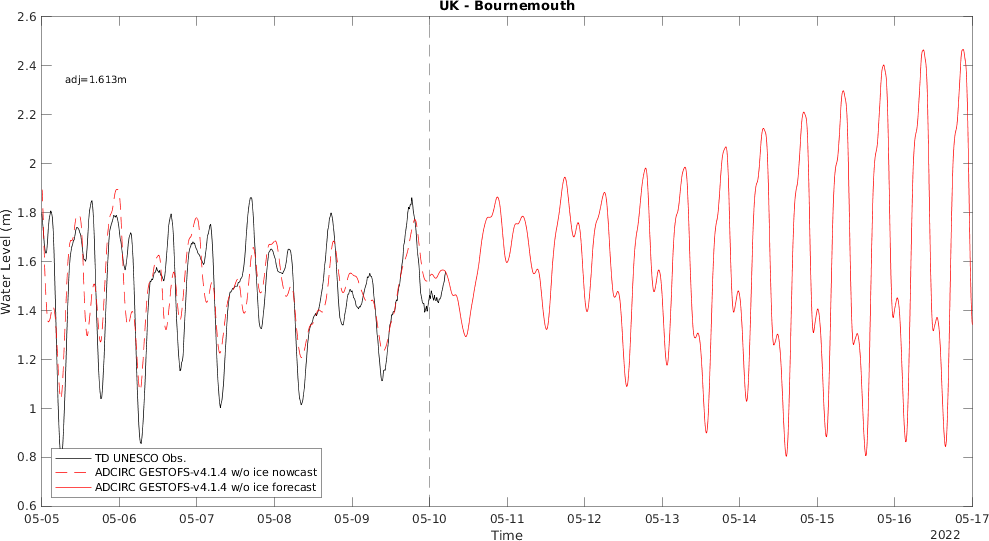 UK - Bournemouth
2.6
2.4
2.2
2
1.8
1.6
1.4
1.2
1
0.8
0.6
Water Level (m)
adj=1.613m
TD UNESCO Obs.
ADCIRC GESTOFS-v4.1.4 w/o ice nowcast
ADCIRC GESTOFS-v4.1.4 w/o ice forecast
05-05 05-06 05-07 05-08 05-09 05-10 05-11 05-12 05-13 05-14 05-15 05-16 05-17
Time
2022